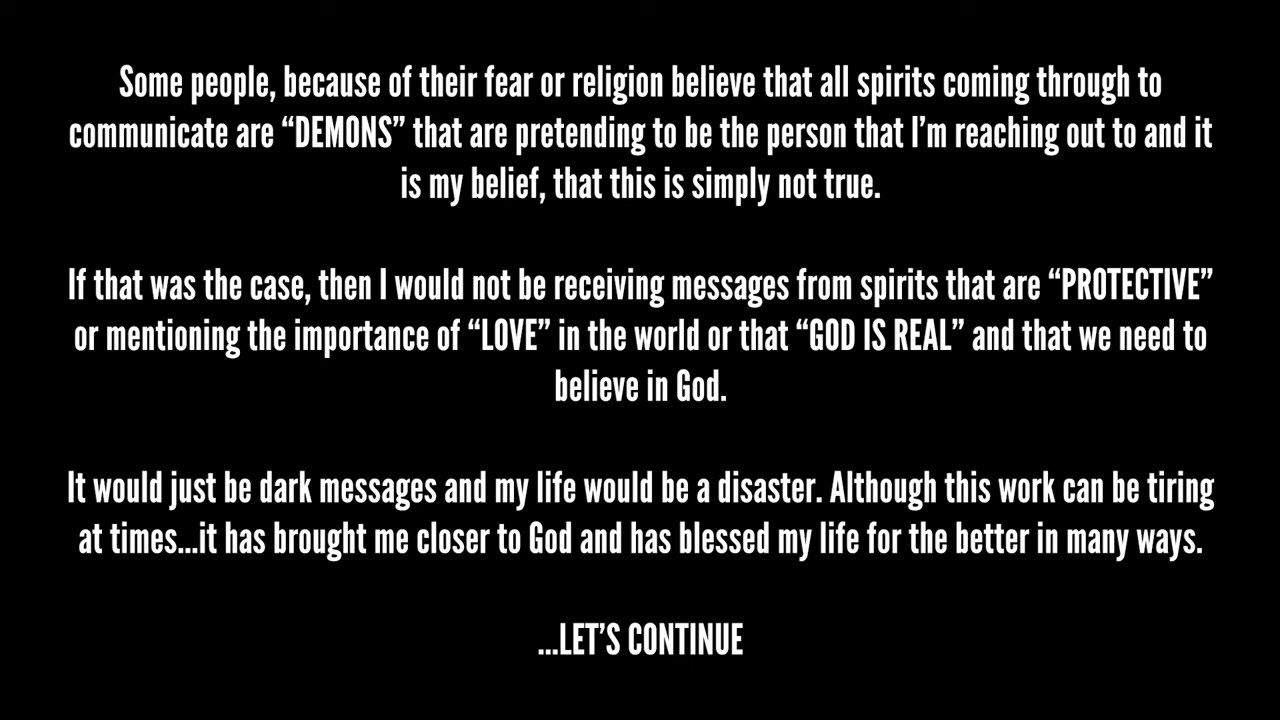 Some people, because of their fear or religion believe that all spirits coming through to
communicate are “DEMONS” that are pretending to be the person that I’m reaching out to and it
is my belief, that this is simply not true.
If that was the case, then I would not be receiving messages from spirits that are “PROTECTIVE”
or mentioning the importance of “LOVE” in the world or that “GOD IS REAL” and that we need to
believe in God.
It would just be dark messages and my life would be a disaster. Although this work can be tiring
at times...it has brought me closer to God and has blessed my life for the better in many ways.
...LET’S CONTINUE